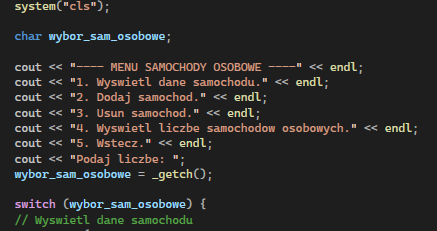 system("cls");
char wybor_sam_osobowe;
cout << "---- MENU SAMOCHODY OSOBOWE ----" << endl;
cout << "1. Wyswietl dane samochodu." << endl;
cout << "2. Dodaj samochod." << endl;
cout << "3. Usun samochod." << endl;
cout << "4. Wyswietl liczbe samochodow osobowych." << endl;
cout << "5. Wstecz." << endl;
cout << "Podaj liczbe: ";
wybor_sam_osobowe = _getch();
switch (wybor_sam_osobowe) {
// Wyswietl dane samochodu